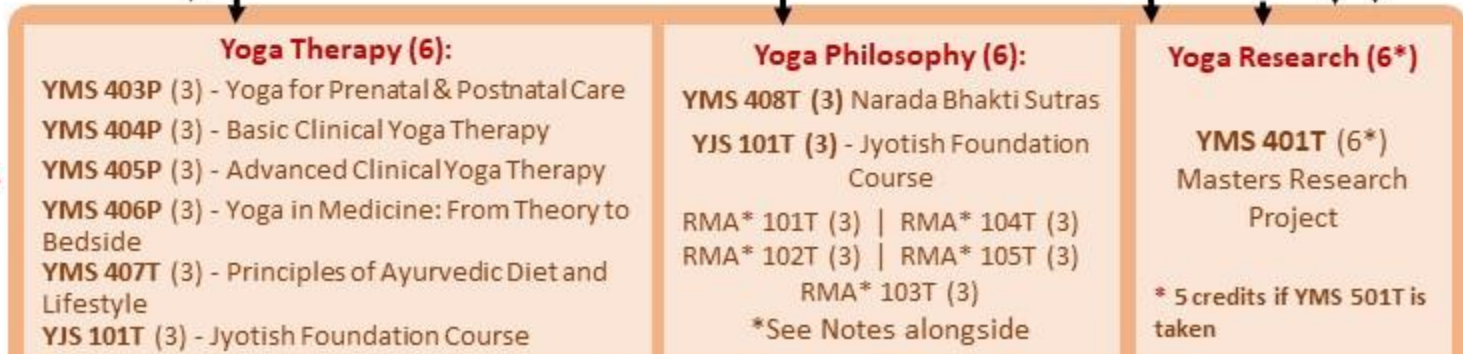 Yoga Therapy (6):
YMS 403P (3) - Yoga for Prenatal & Postnatal Care
YMS 404P (3) - Basic Clinical Yoga Therapy
YMS 405P (3) - Advanced Clinical Yoga Therapy
YMS 406P (3) - Yoga in Medicine: From Theory to
Bedside
YMS 407T (3) - Principles of Ayurvedic Diet and
Lifestyle
YJS 101T (3) - Jyotish Foundation Course
Yoga Philosophy (6):
YMS 408T (3) Narada Bhakti Sutras
YJS 101T (3) - Jyotish Foundation
Course
RMA* 101T (3) | RMA* 104T (3)
RMA* 102T (3) | RMA* 105T (3)
RMA* 103T (3)
*See Notes alongside
Yoga Research (6*)
YMS 401T (6*)
Masters Research
Project
* 5 credits if YMS 501T is
taken